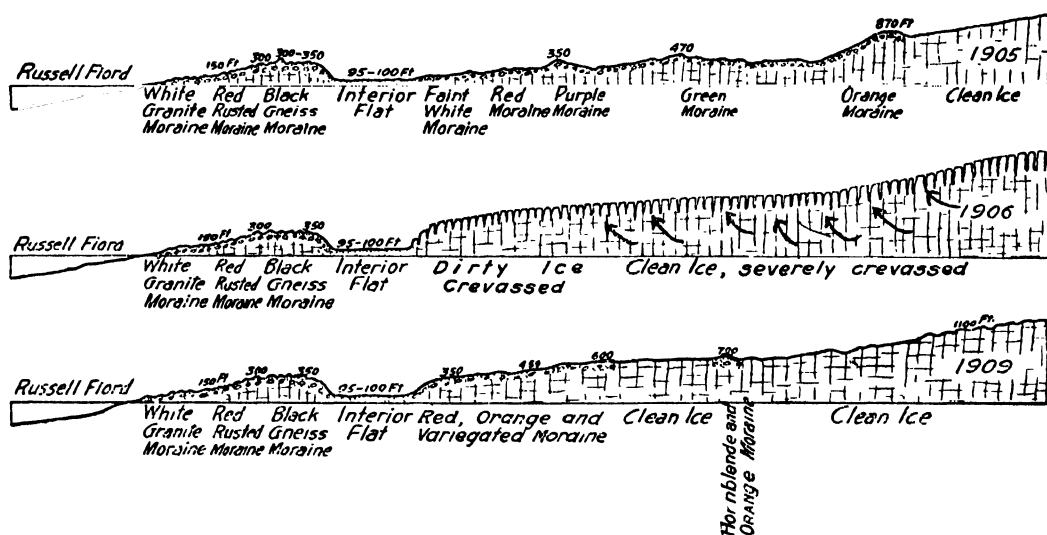 870 Ft
350
470
300
300-350
150 Ft
95-100 Ft
1905
Russell Fiord
White Granite Moraine
Red Rusted Moraine
Black Gneiss Moraine
Interior Flat
Faint White Moraine
Red Moraine
Purple Moraine
Green Moraine
Orange Moraine
Clean Ice
300
350
95-100 Ft
1906
Russell Fiord
White Granite Moraine
Red Rusted Moraine
Black Gneiss Moraine
Interior Flat
Dirty Ice Crevassed
Clean Ice, severely crevassed
1100 Ft.
600
700
300
350
150 Ft
95-100 Ft
350
1909
Russell Fiord
White Granite Moraine
Red Rusted Moraine
Black Gneiss Moraine
Interior Flat
Red, Orange and Variegated Moraine
Clean Ice
Hornblende and Orange Moraine
Clean Ice